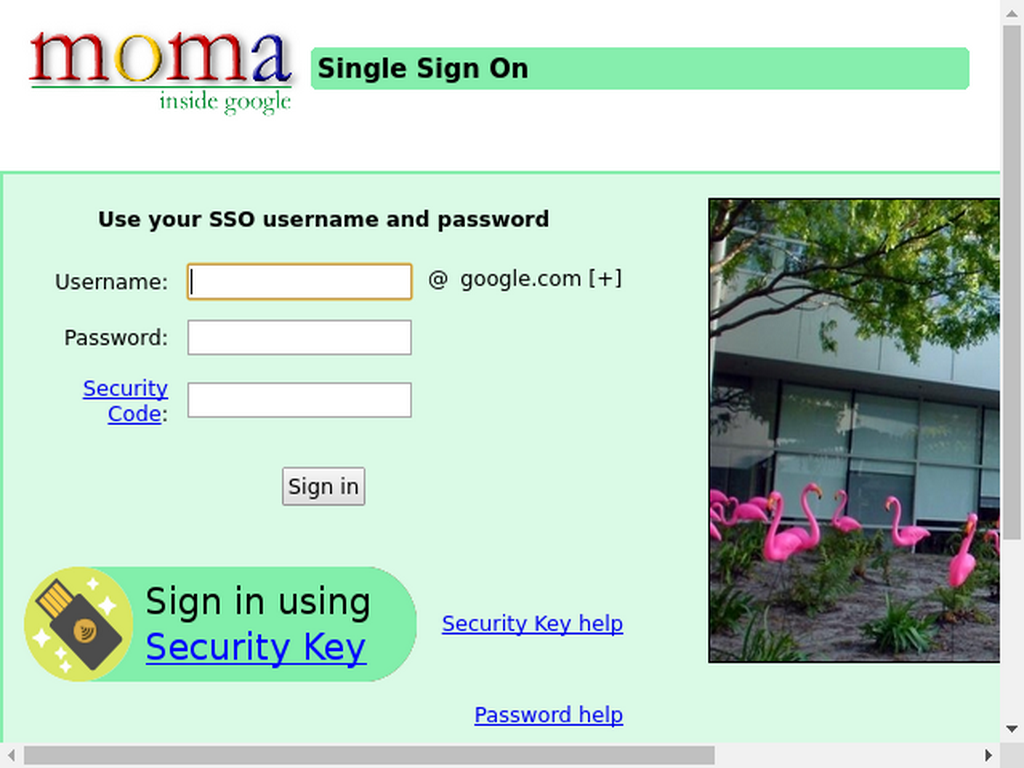 moma
inside google
Single Sign On
Use your SSO username and password
Username:
@ google.com [+]
Password:
Security
Code:
Sign in
Sign in using
Security Key
Security Key help
Password help